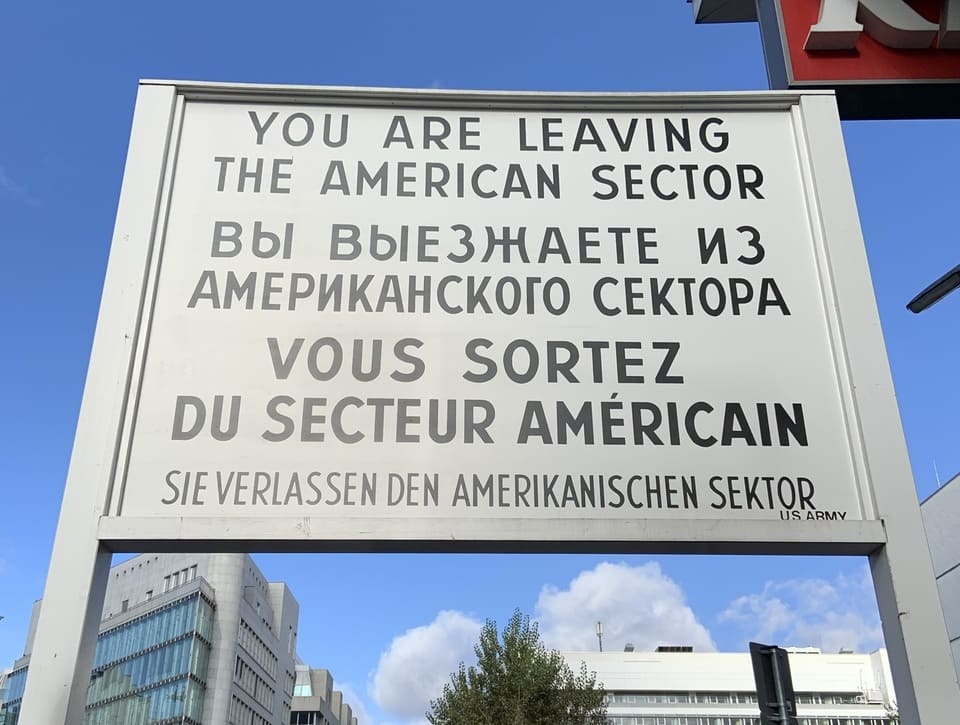 YOU ARE LEAVING
THE AMERICAN SECTOR
ВЫ ВЫЕЗЖАЕТЕ ИЗ
АМЕРИКАНСКОГО СЕКТОРА
VOUS SORTEZ
DU SECTEUR AMÉRICAIN
SIE VERLASSEN DEN AMERIKANISCHEN SEKTOR
US ARMY